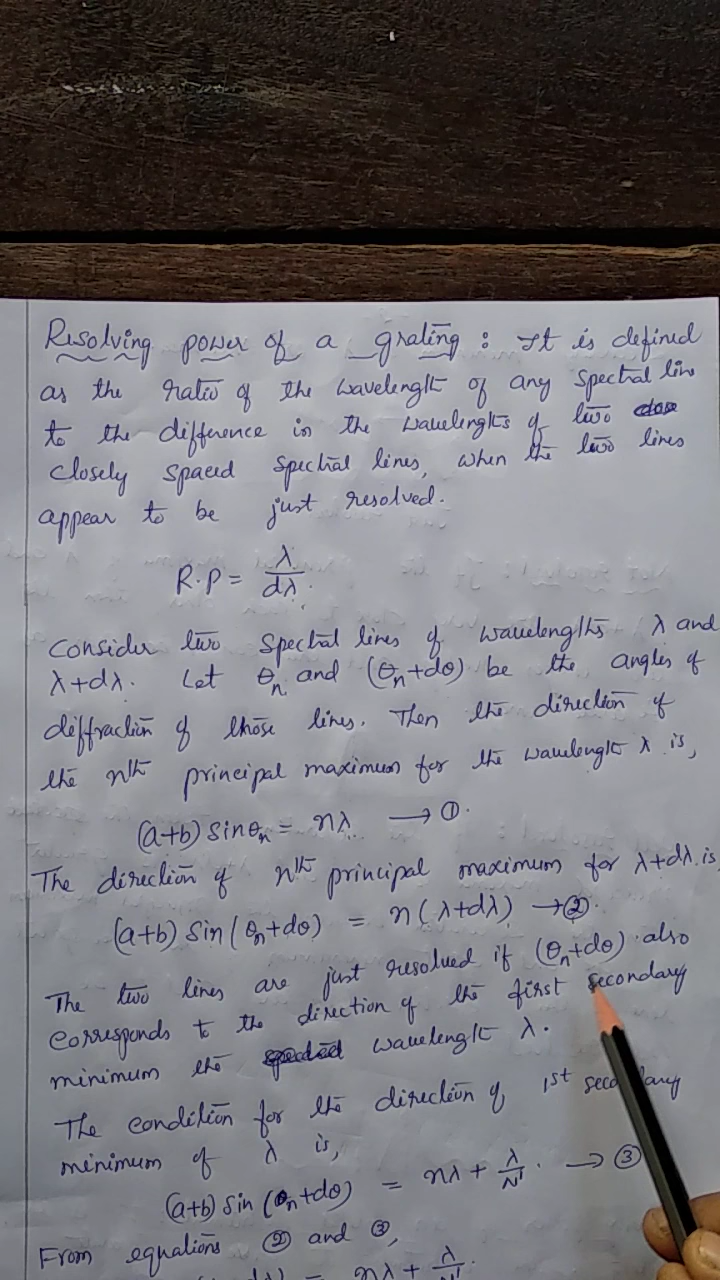 Resolving power of a grating : It is defined
as the ratio of the wavelength of any spectral line
to the difference in the wavelengths of two
closely spaced spectral lines, when the two lines
appear to be just resolved.
R.P = λ/dλ.
Consider two spectral lines of wavelengths λ and
λ+dλ. Let θₙ and (θₙ+dθ) be the angles of
diffraction of those lines. Then the direction of
the nth principal maximum for the wavelength λ is,
(a+b) sinθₙ = nλ → ①.
The direction of nth principal maximum for λ+dλ is
(a+b) sin(θₙ+dθ) = n(λ+dλ) → ②.
The two lines are just resolved if (θₙ+dθ) also
corresponds to the direction of the first secondary
minimum the wavelength λ.
The condition for the direction of 1st secondary
minimum of λ is,
(a+b) sin(θₙ+dθ) = nλ + λ/N'. → ③
From equations ② and ③,
= nλ + λ/N'.